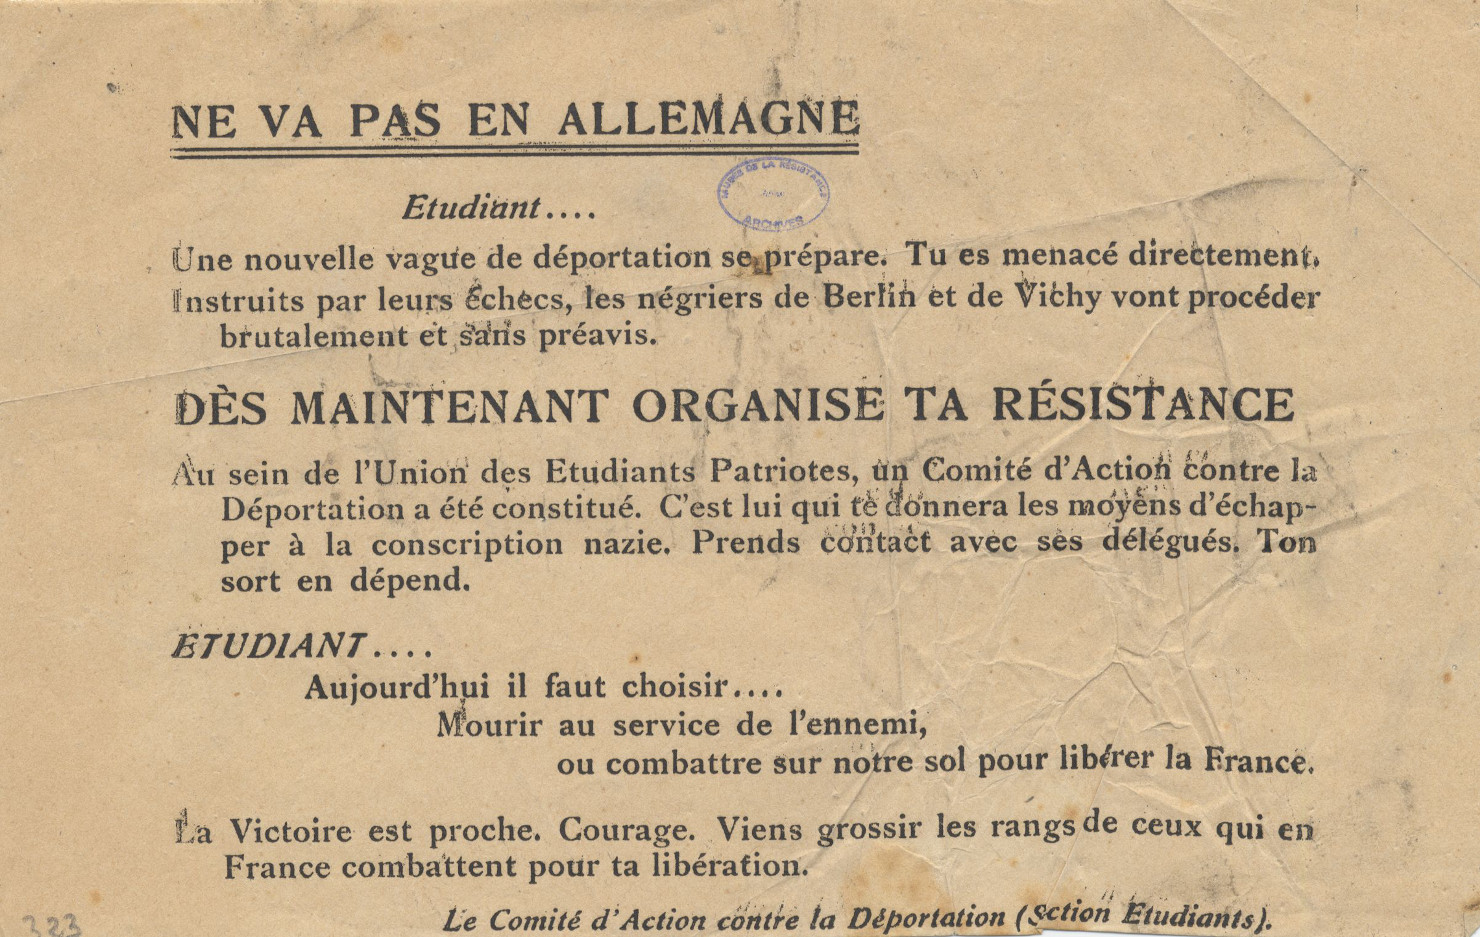 NE VA PAS EN ALLEMAGNE
MUSÉE DE LA RÉSISTANCE
ARCHIVES
Etudiant....
Une nouvelle vague de déportation se prépare. Tu es menacé directement.
Instruits par leurs échecs, les négriers de Berlin et de Vichy vont procéder
brutalement et sans préavis.
DÈS MAINTENANT ORGANISE TA RÉSISTANCE
Au sein de l'Union des Etudiants Patriotes, un Comité d'Action contre la
Déportation a été constitué. C'est lui qui te donnera les moyens d'échap-
per à la conscription nazie. Prends contact avec ses délégués. Ton
sort en dépend.
ETUDIANT....
Aujourd'hui il faut choisir....
Mourir au service de l'ennemi,
ou combattre sur notre sol pour libérer la France.
La Victoire est proche. Courage. Viens grossir les rangs de ceux qui en
France combattent pour ta libération.
Le Comité d'Action contre la Déportation (Section Etudiants).
323